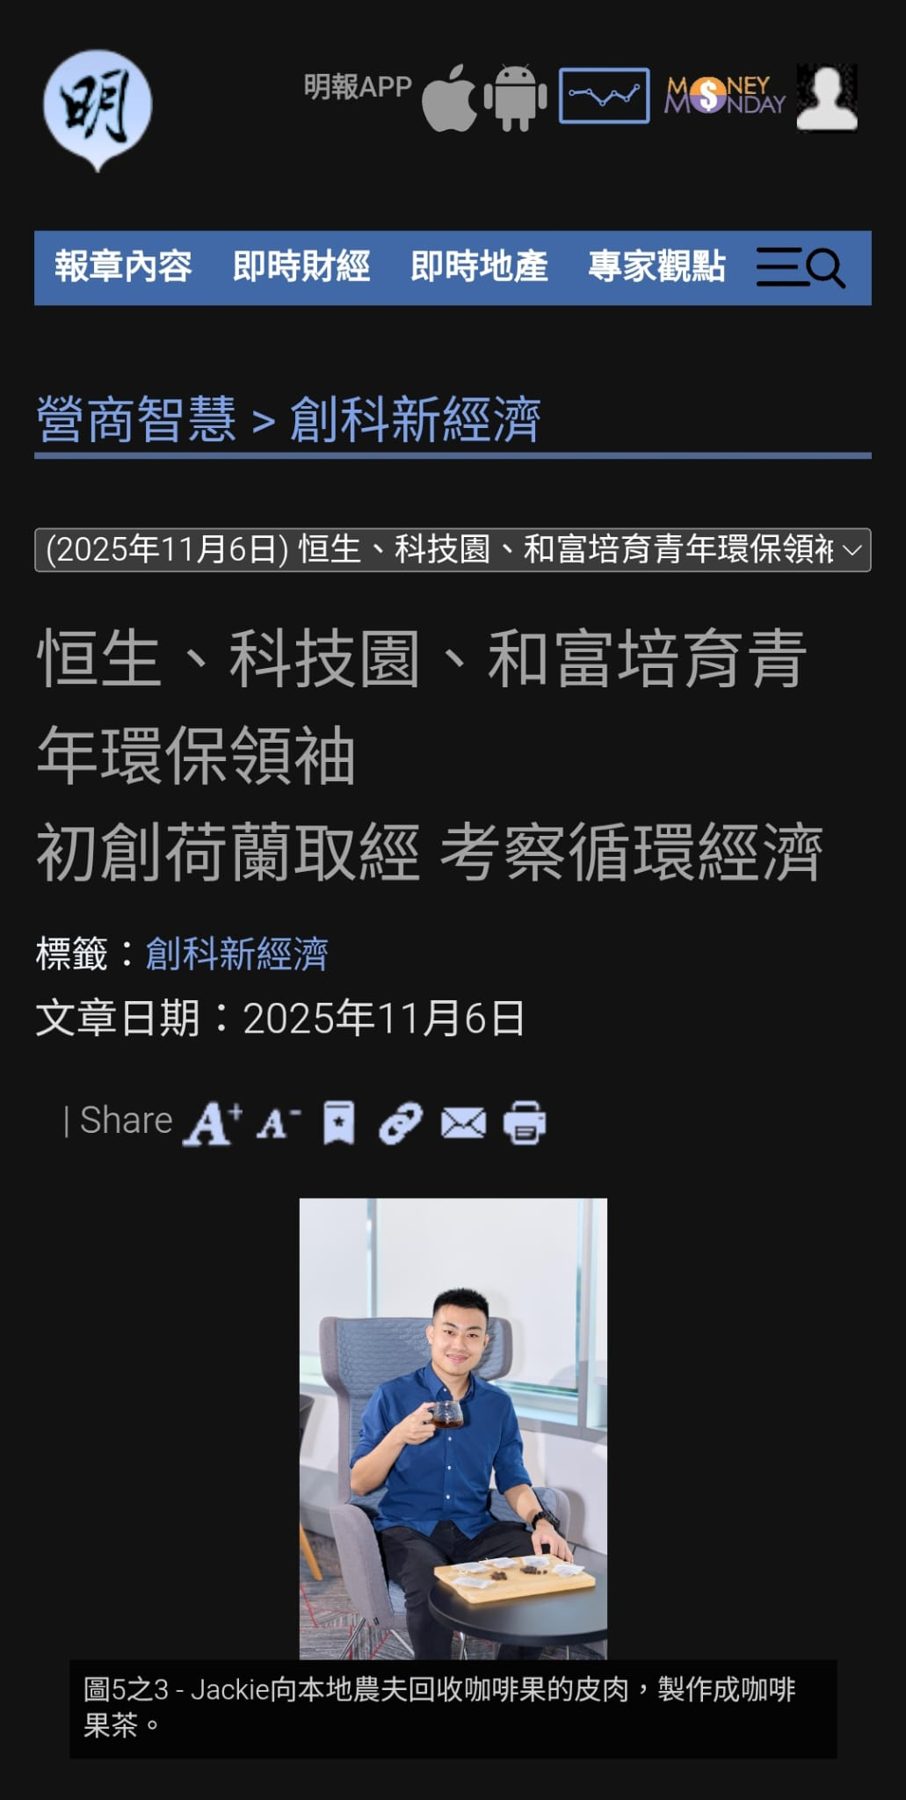 明
明報APP
MONEY
MONDAY
報章內容 即時財經 即時地產 專家觀點
營商智慧 > 創科新經濟
(2025年11月6日) 恒生、科技園、和富培育青年環保領袖
恒生、科技園、和富培育青
年環保領袖
初創荷蘭取經 考察循環經濟
標籤：創科新經濟
文章日期：2025年11月6日
| Share A+ A-
圖5之3 - Jackie向本地農夫回收咖啡果的皮肉，製作成咖啡
果茶。